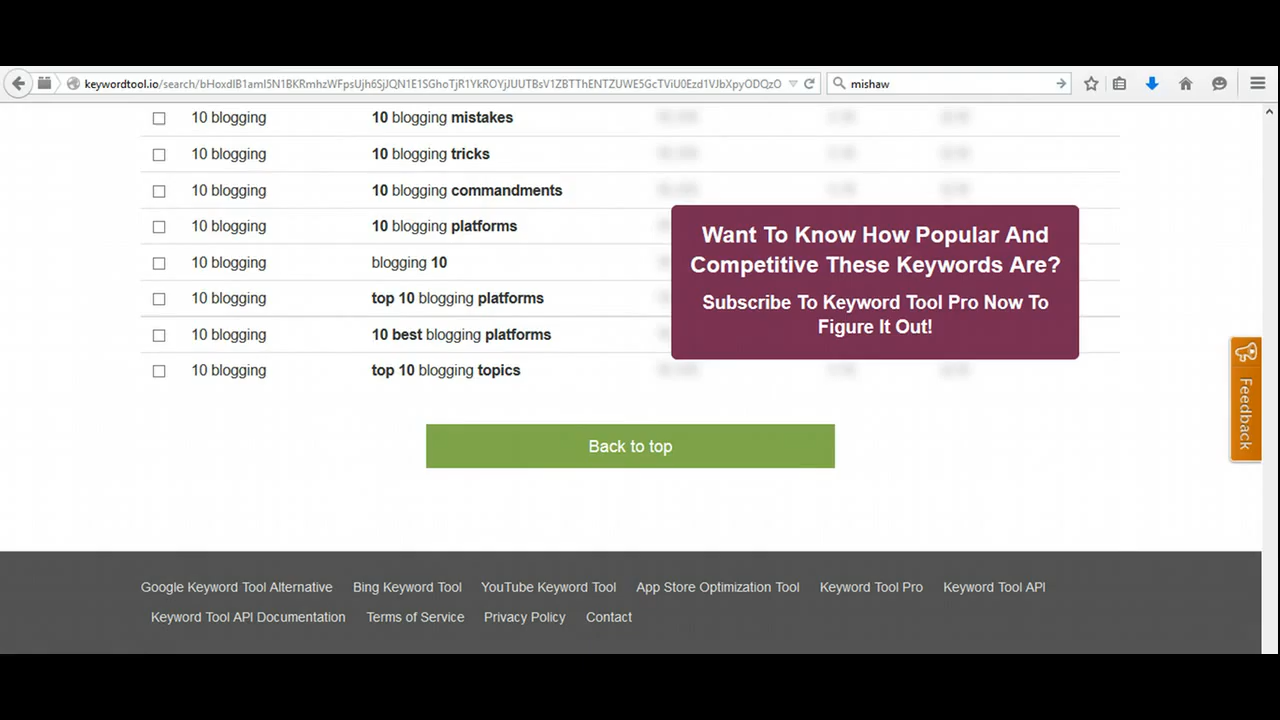 keywordtool.io/search/
mishaw
10 blogging 10 blogging mistakes
10 blogging 10 blogging tricks
10 blogging 10 blogging commandments
10 blogging 10 blogging platforms
10 blogging blogging 10
10 blogging top 10 blogging platforms
10 blogging 10 best blogging platforms
10 blogging top 10 blogging topics
Want To Know How Popular And
Competitive These Keywords Are?
Subscribe To Keyword Tool Pro Now To
Figure It Out!
Feedback
Back to top
Google Keyword Tool Alternative Bing Keyword Tool YouTube Keyword Tool App Store Optimization Tool Keyword Tool Pro Keyword Tool API
Keyword Tool API Documentation Terms of Service Privacy Policy Contact